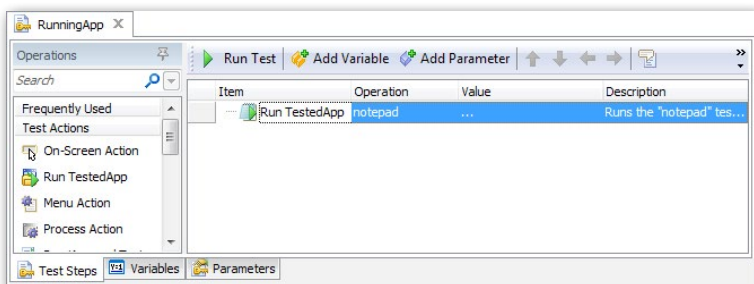 RunningApp X
Operations
Run Test Add Variable Add Parameter »
Search
Item Operation Value Description
Run TestedApp notepad ... Runs the "notepad" tes...
Frequently Used
Test Actions
On-Screen Action
Run TestedApp
Menu Action
Process Action
Test Steps Variables Parameters